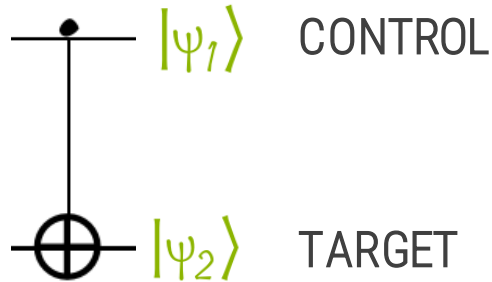 |ψ₁⟩ CONTROL
|ψ₂⟩ TARGET